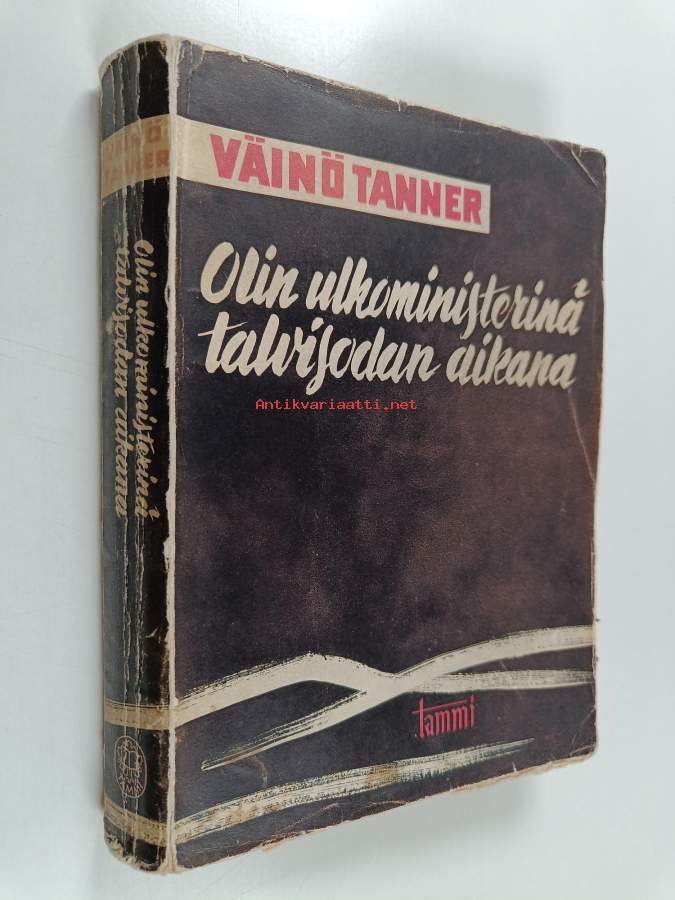 VÄINÖ TANNER
Olin ulkoministerinä
talvisodan aikana
Antikvariaatti.net
tammi
VÄINÖ
TANNER
Olin ulkoministerinä
talvisodan aikana